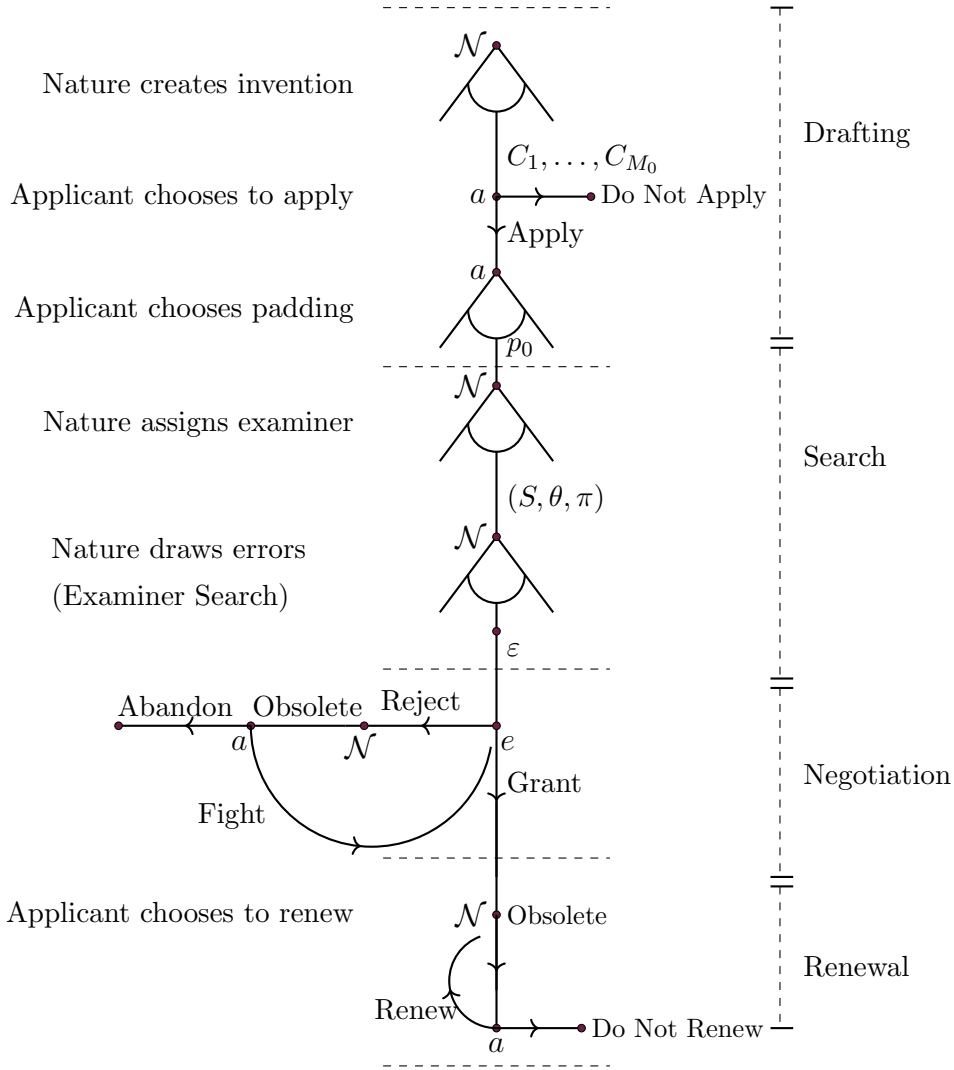 𝒩
Nature creates invention
Drafting
C₁, …, C_{M₀}
Applicant chooses to apply
a
Do Not Apply
Apply
a
Applicant chooses padding
p₀
𝒩
Nature assigns examiner
Search
(S, θ, π)
𝒩
Nature draws errors
(Examiner Search)
ε
Abandon Obsolete Reject
a 𝒩 e
Grant
Negotiation
Fight
Applicant chooses to renew
𝒩 Obsolete
Renewal
Renew
Do Not Renew
a